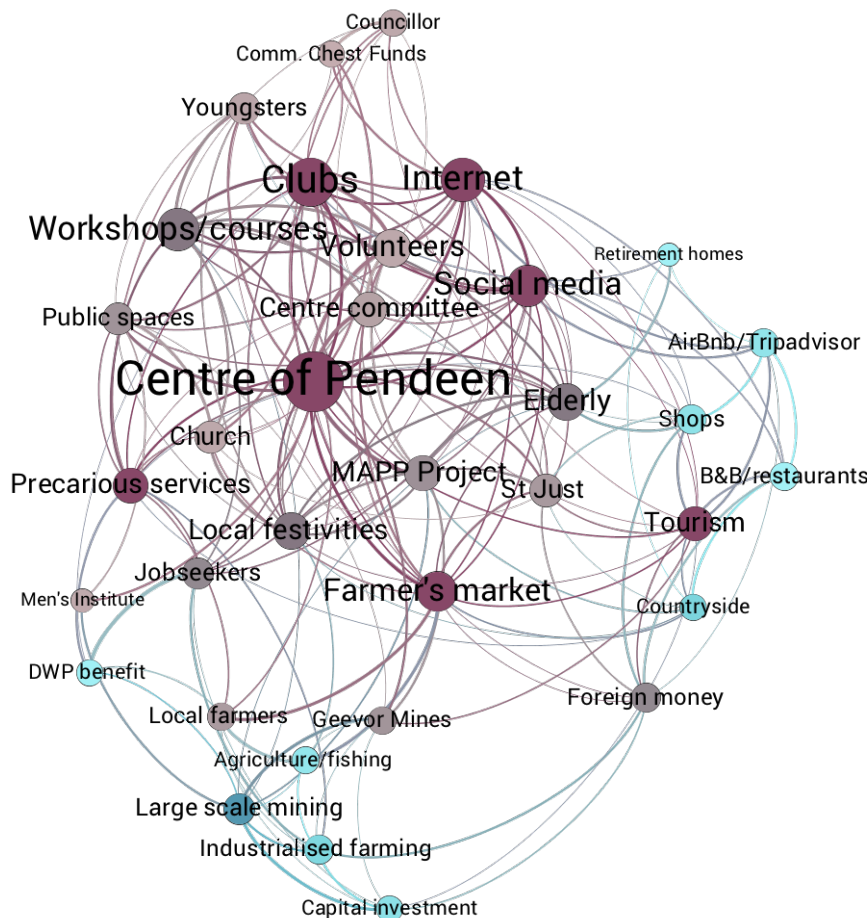 Councillor
Comm. Chest Funds
Youngsters
Clubs
Internet
Workshops/courses
Volunteers
Retirement homes
Social media
Centre committee
Public spaces
AirBnb/Tripadvisor
Centre of Pendeen
Elderly
Shops
Church
MAPP Project
B&B/restaurants
Precarious services
St Just
Tourism
Local festivities
Jobseekers
Farmer's market
Men's Institute
Countryside
DWP benefit
Foreign money
Local farmers
Geevor Mines
Agriculture/fishing
Large scale mining
Industrialised farming
Capital investment